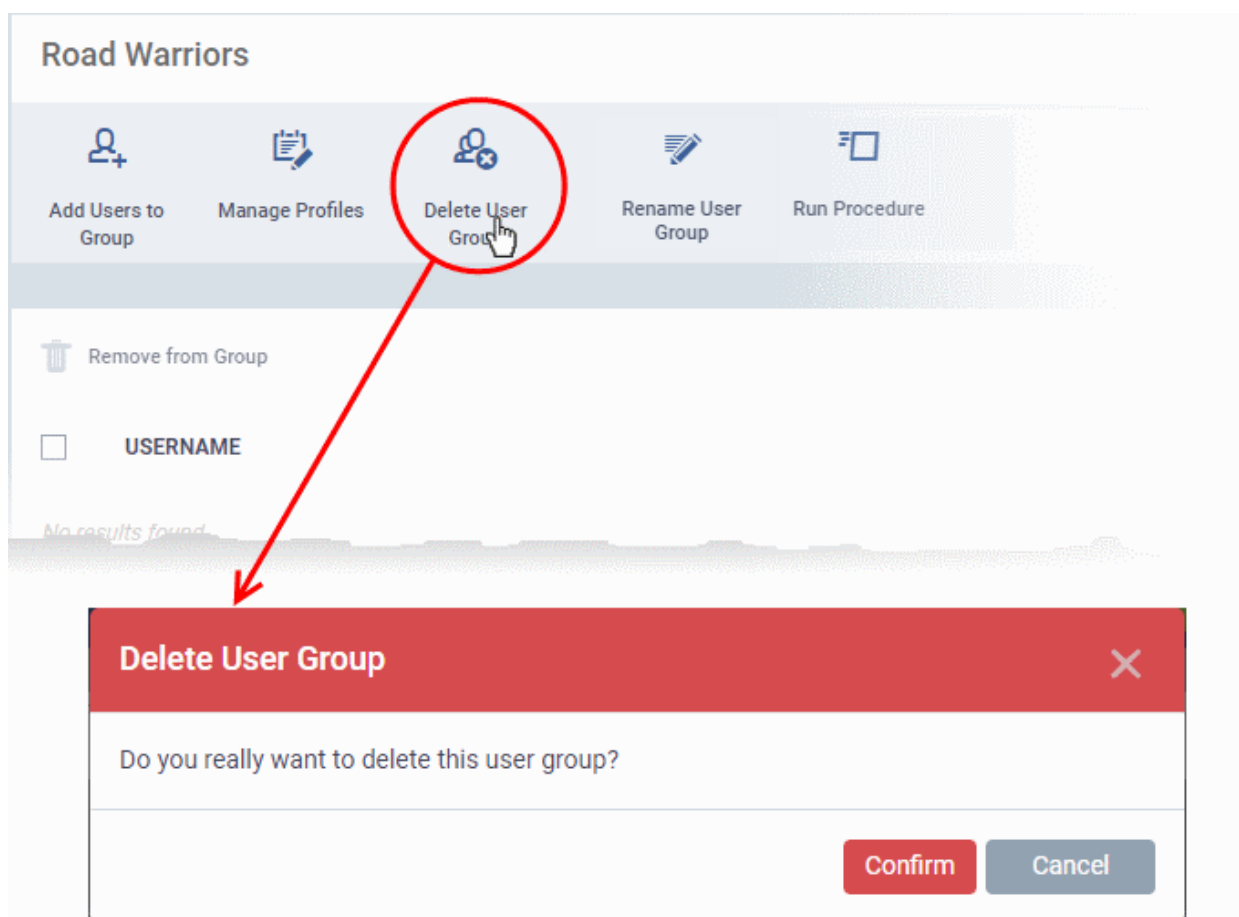 Road Warriors
Add Users to
Group
Manage Profiles
Delete User
Group
Rename User
Group
Run Procedure
Remove from Group
USERNAME
No results found
Delete User Group
Do you really want to delete this user group?
Confirm
Cancel